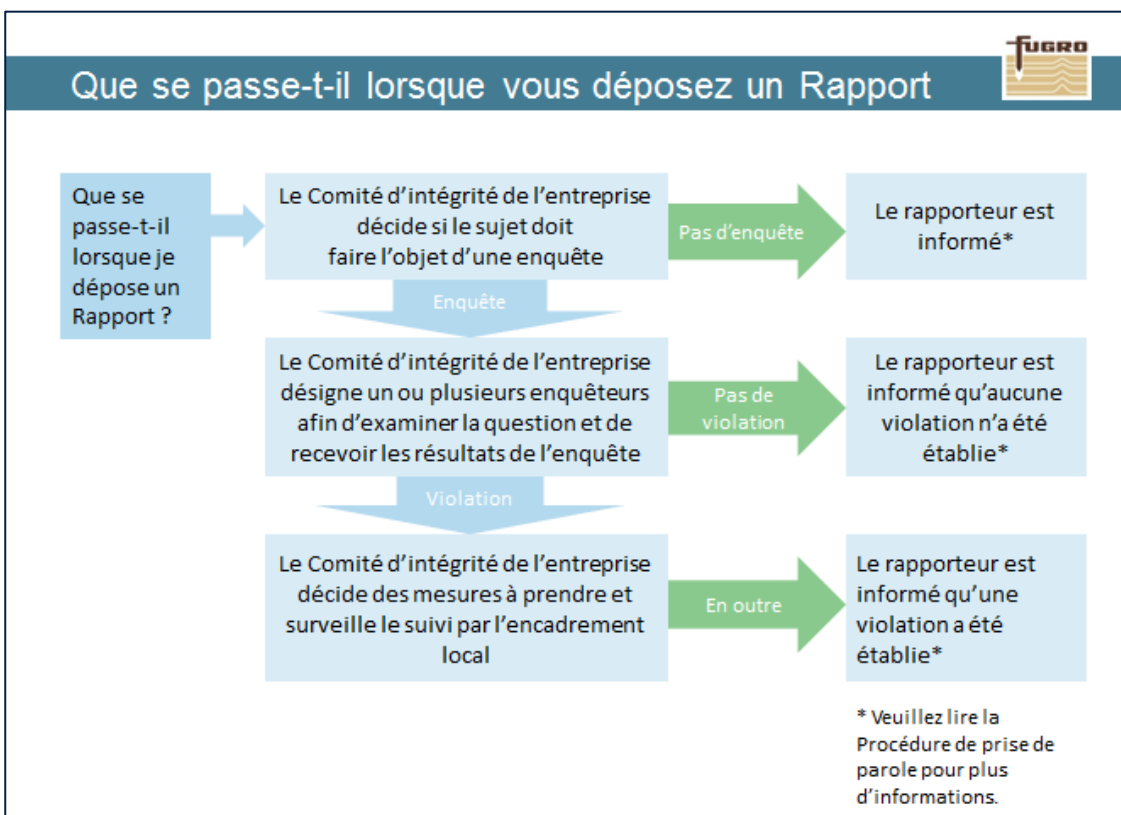 FUGRO
Que se passe-t-il lorsque vous déposez un Rapport
Que se
passe-t-il
lorsque je
dépose un
Rapport ?
Le Comité d’intégrité de l’entreprise
décide si le sujet doit
faire l’objet d’une enquête
Pas d’enquête
Le rapporteur est
informé*
Enquête
Le Comité d’intégrité de l’entreprise
désigne un ou plusieurs enquêteurs
afin d’examiner la question et de
recevoir les résultats de l’enquête
Pas de
violation
Le rapporteur est
informé qu’aucune
violation n’a été
établie*
Violation
Le Comité d’intégrité de l’entreprise
décide des mesures à prendre et
surveille le suivi par l’encadrement
local
En outre
Le rapporteur est
informé qu’une
violation a été
établie*
* Veuillez lire la
Procédure de prise de
parole pour plus
d’informations.